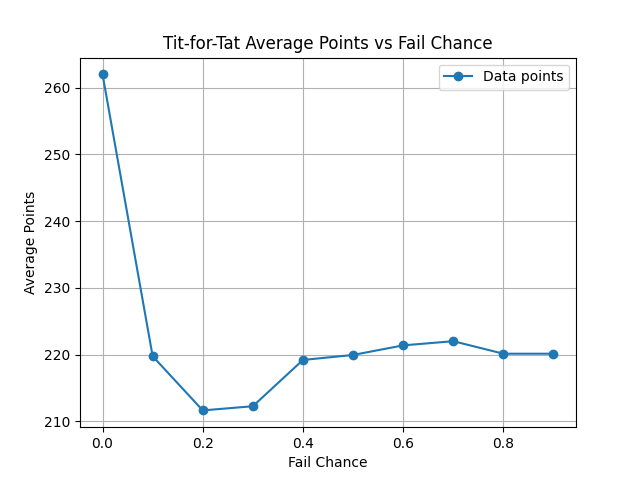 Tit-for-Tat Average Points vs Fail Chance
Data points
Average Points
260
250
240
230
220
210
0.0 0.2 0.4 0.6 0.8
Fail Chance